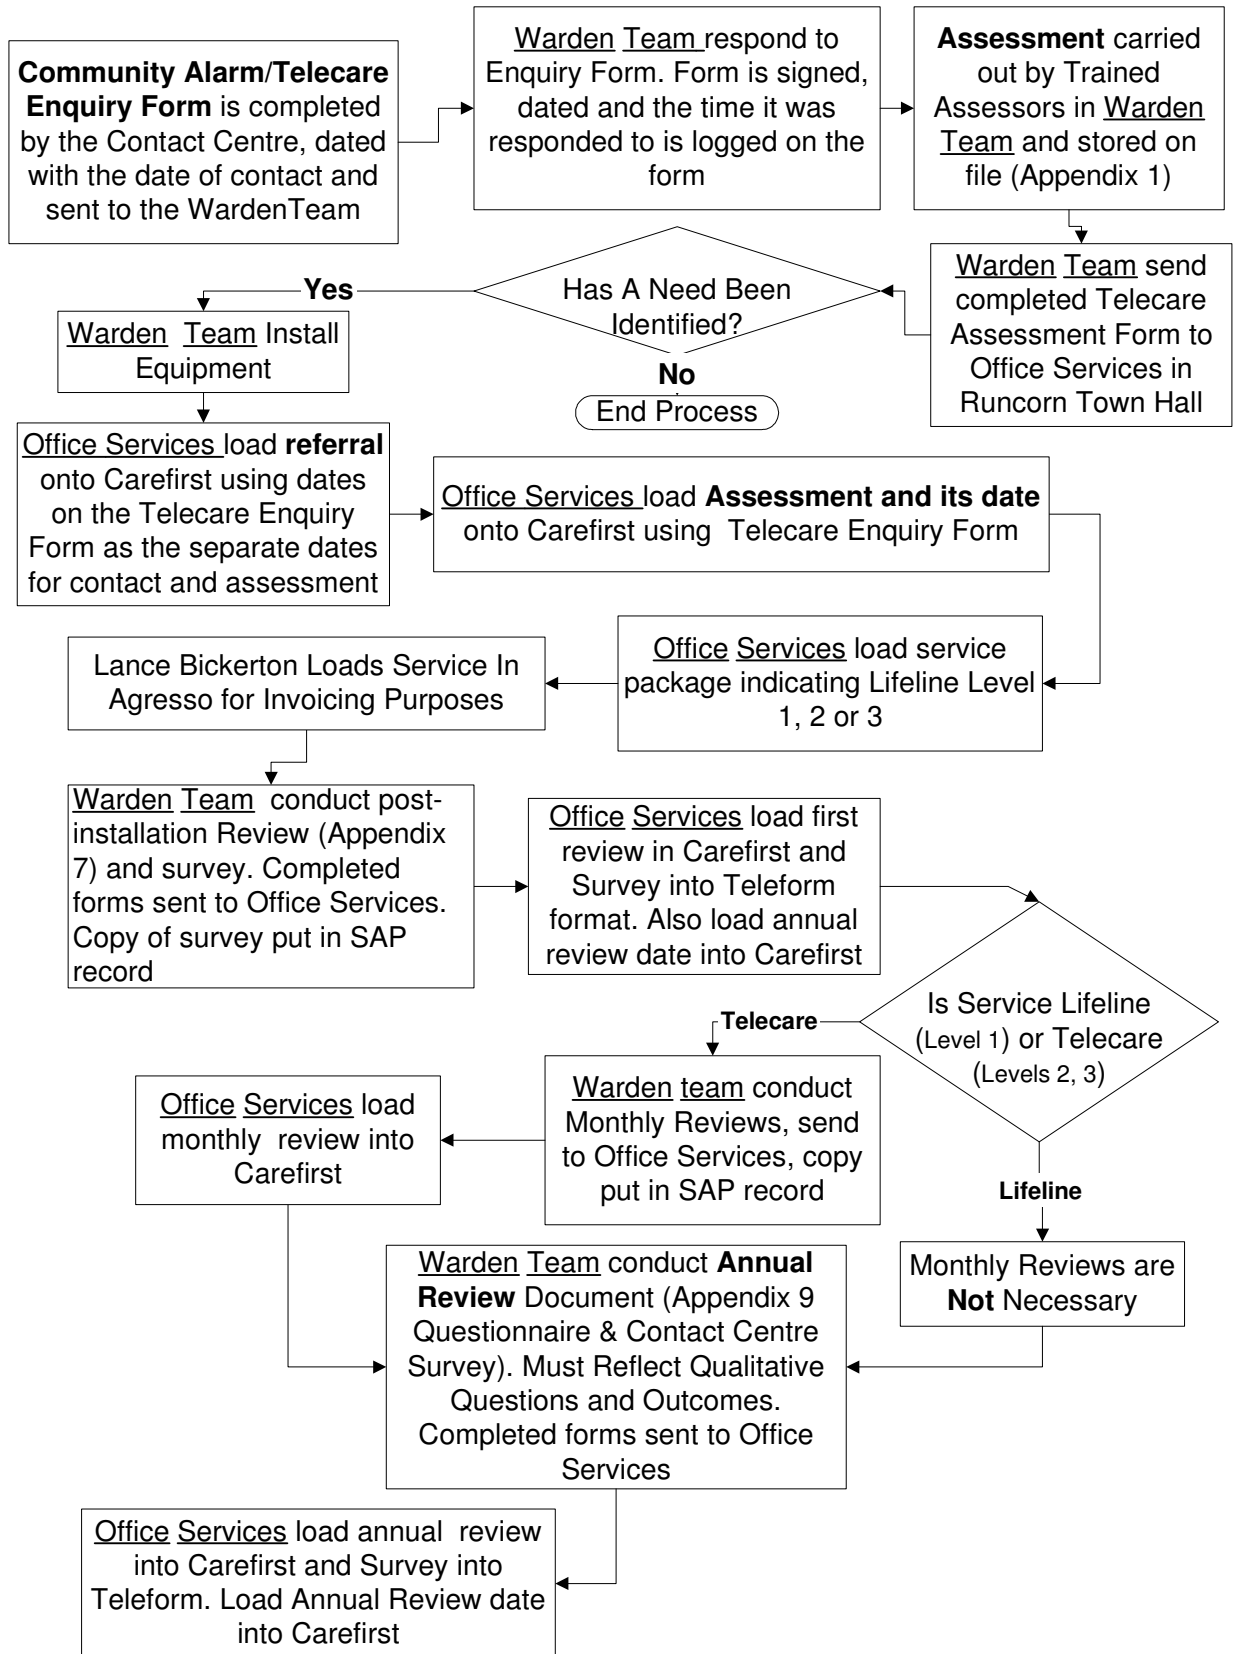 Community Alarm/Telecare
Enquiry Form is completed
by the Contact Centre, dated
with the date of contact and
sent to the WardenTeam
Warden Team respond to
Enquiry Form. Form is signed,
dated and the time it was
responded to is logged on the
form
Assessment carried
out by Trained
Assessors in Warden
Team and stored on
file (Appendix 1)
Warden Team send
completed Telecare
Assessment Form to
Office Services in
Runcorn Town Hall
Has A Need Been
Identified?
Yes
No
End Process
Warden Team Install
Equipment
Office Services load referral
onto Carefirst using dates
on the Telecare Enquiry
Form as the separate dates
for contact and assessment
Office Services load Assessment and its date
onto Carefirst using Telecare Enquiry Form
Office Services load service
package indicating Lifeline Level
1, 2 or 3
Lance Bickerton Loads Service In
Agresso for Invoicing Purposes
Warden Team conduct post-
installation Review (Appendix
7) and survey. Completed
forms sent to Office Services.
Copy of survey put in SAP
record
Office Services load first
review in Carefirst and
Survey into Teleform
format. Also load annual
review date into Carefirst
Is Service Lifeline
(Level 1) or Telecare
(Levels 2, 3)
Telecare
Lifeline
Warden team conduct
Monthly Reviews, send
to Office Services, copy
put in SAP record
Office Services load
monthly review into
Carefirst
Monthly Reviews are
Not Necessary
Warden Team conduct Annual
Review Document (Appendix 9
Questionnaire & Contact Centre
Survey). Must Reflect Qualitative
Questions and Outcomes.
Completed forms sent to Office
Services
Office Services load annual review
into Carefirst and Survey into
Teleform. Load Annual Review date
into Carefirst